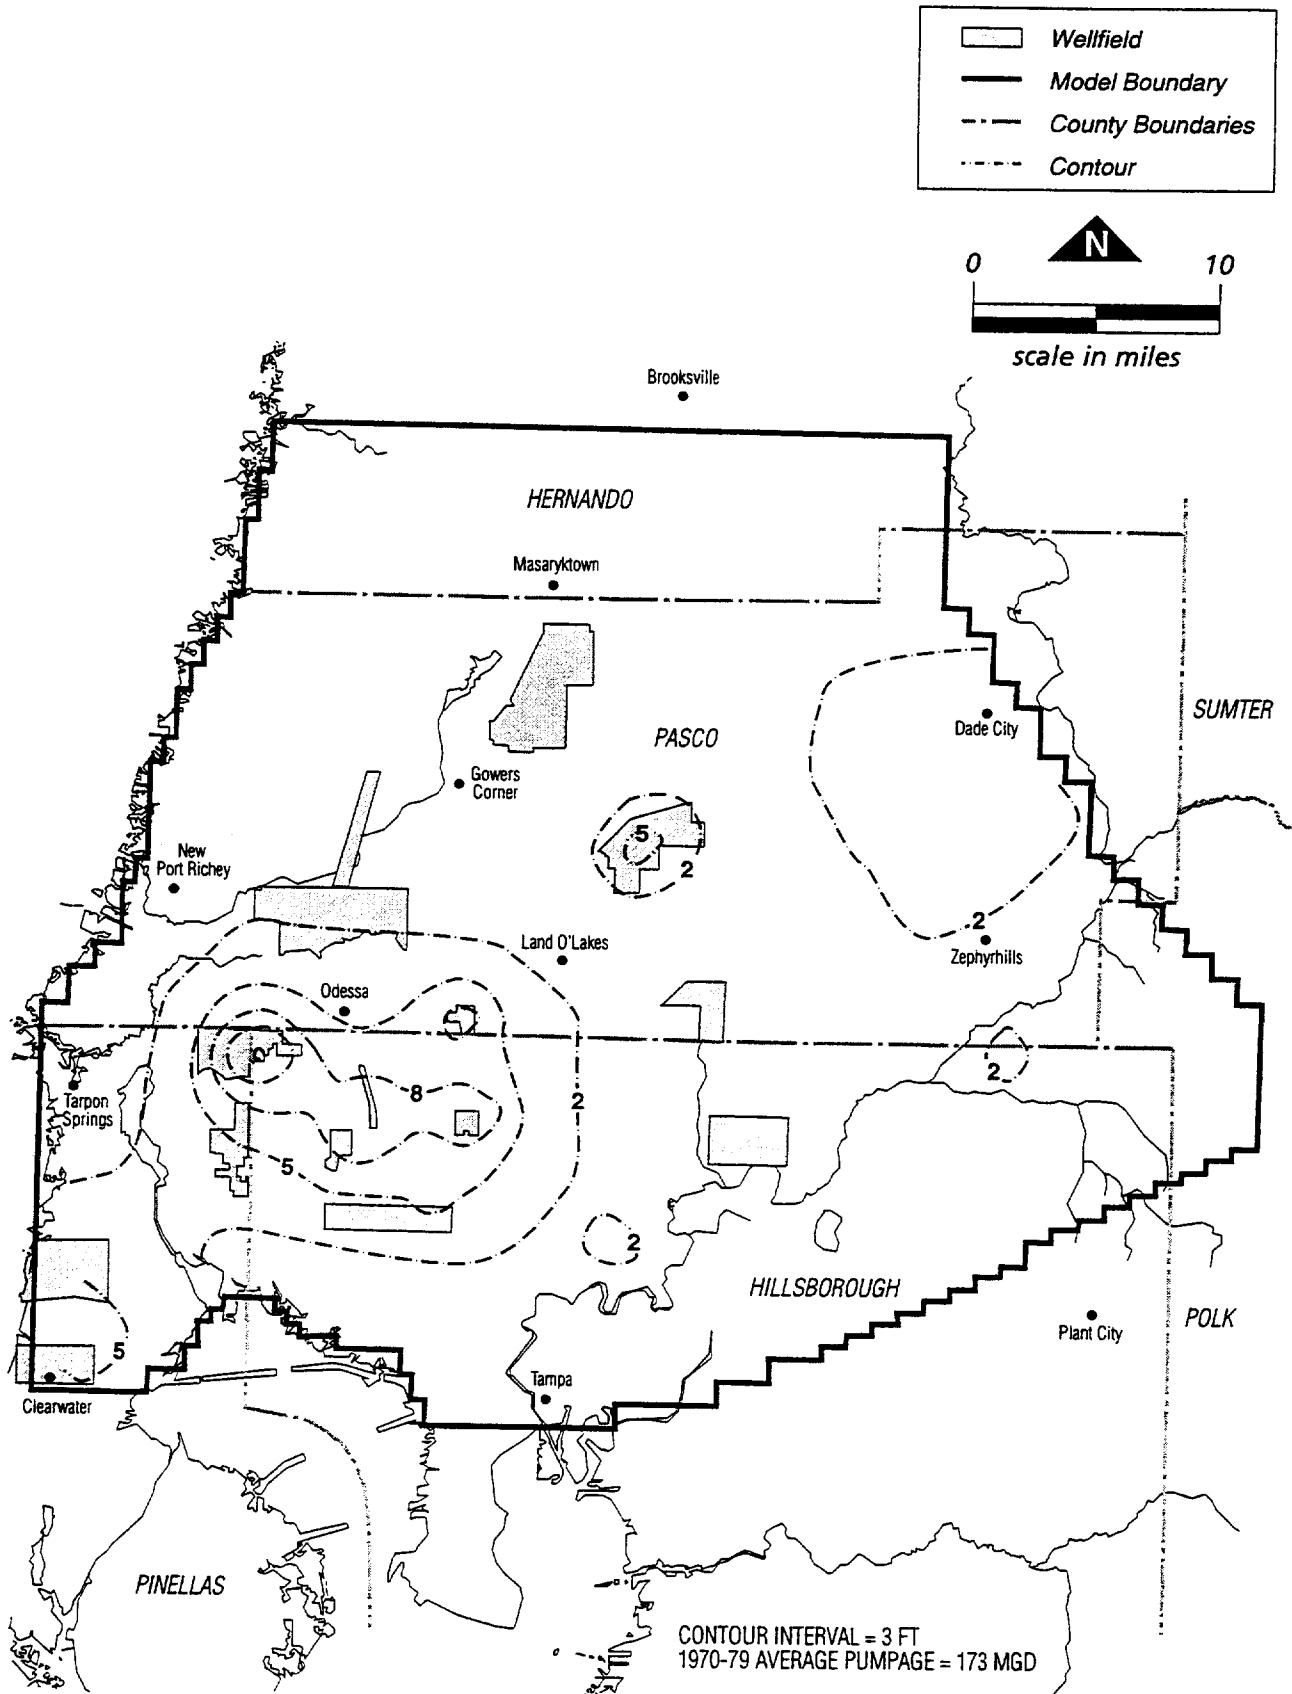 Wellfield
Model Boundary
County Boundaries
Contour
N
0 10
scale in miles
Brooksville
HERNANDO
Masaryktown
SUMTER
Dade City
PASCO
Gowers
Corner
5
2
New
Port Richey
2
Land O'Lakes
Zephyrhills
Odessa
2
8
Tarpon
Springs
2
5
2
HILLSBOROUGH
POLK
Plant City
5
Tampa
Clearwater
PINELLAS
CONTOUR INTERVAL = 3 FT
1970-79 AVERAGE PUMPAGE = 173 MGD